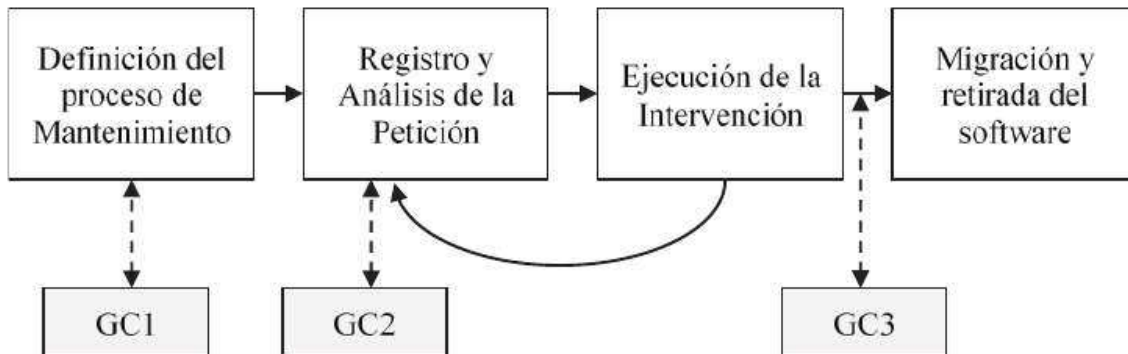 Definición del
proceso de
Mantenimiento
Registro y
Análisis de la
Petición
Ejecución de la
Intervención
Migración y
retirada del
software
GC1
GC2
GC3